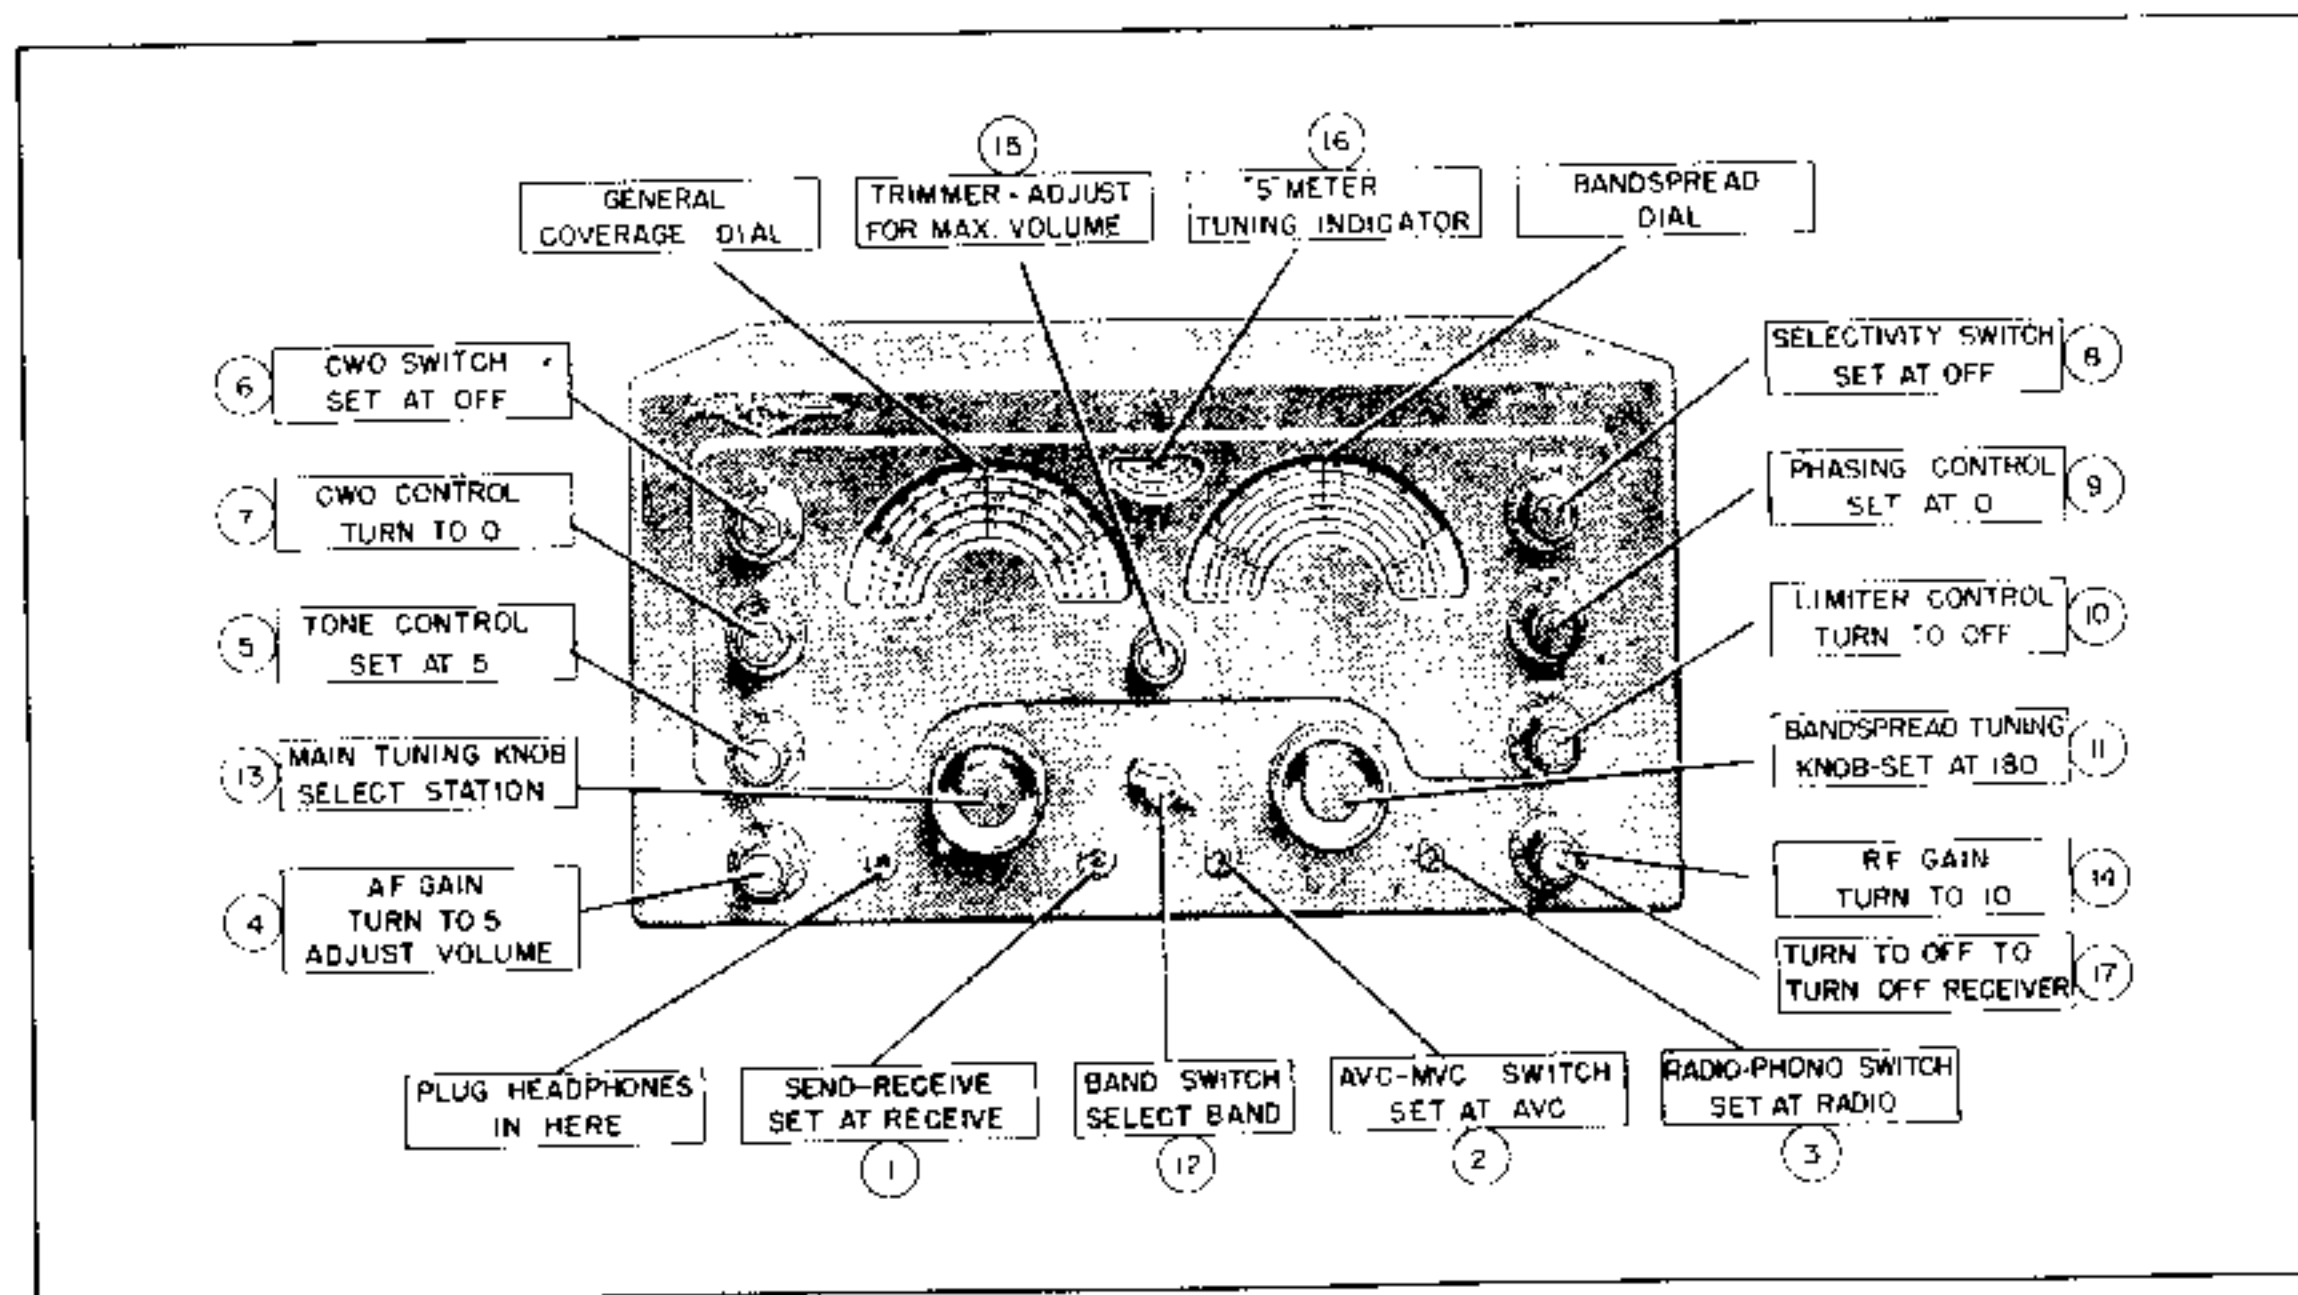 15
16
GENERAL
COVERAGE DIAL
TRIMMER - ADJUST
FOR MAX. VOLUME
"S" METER
TUNING INDICATOR
BANDSPREAD
DIAL
6
CWO SWITCH
SET AT OFF
SELECTIVITY SWITCH
SET AT OFF
8
7
CWO CONTROL
TURN TO 0
PHASING CONTROL
SET AT 0
9
5
TONE CONTROL
SET AT 5
LIMITER CONTROL
TURN TO OFF
10
13
MAIN TUNING KNOB
SELECT STATION
BANDSPREAD TUNING
KNOB-SET AT 180
11
4
AF GAIN
TURN TO 5
ADJUST VOLUME
RF GAIN
TURN TO 10
14
TURN TO OFF TO
TURN OFF RECEIVER
17
PLUG HEADPHONES
IN HERE
SEND-RECEIVE
SET AT RECEIVE
1
BAND SWITCH
SELECT BAND
12
AVC-MVC SWITCH
SET AT AVC
2
RADIO-PHONO SWITCH
SET AT RADIO
3